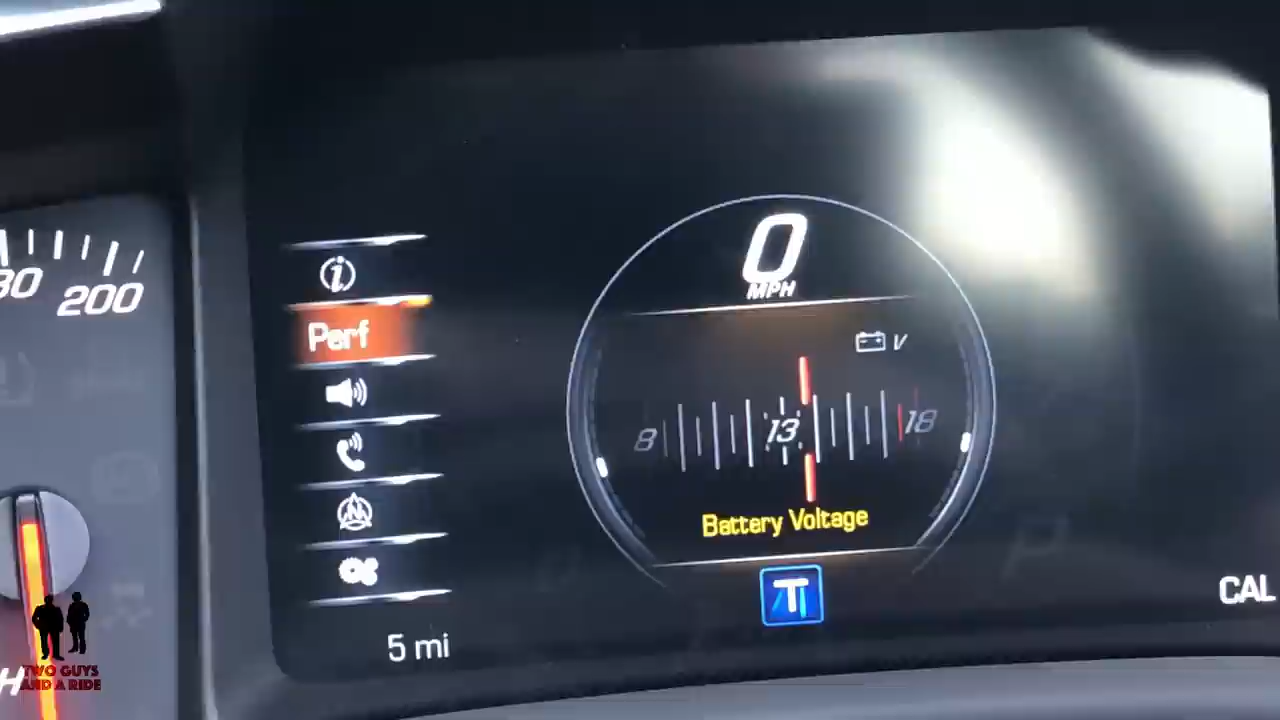 200
0
MPH
Perf
V
8 13 18
Battery Voltage
T
5 mi
CAL
TWO GUYS
AND A RIDE